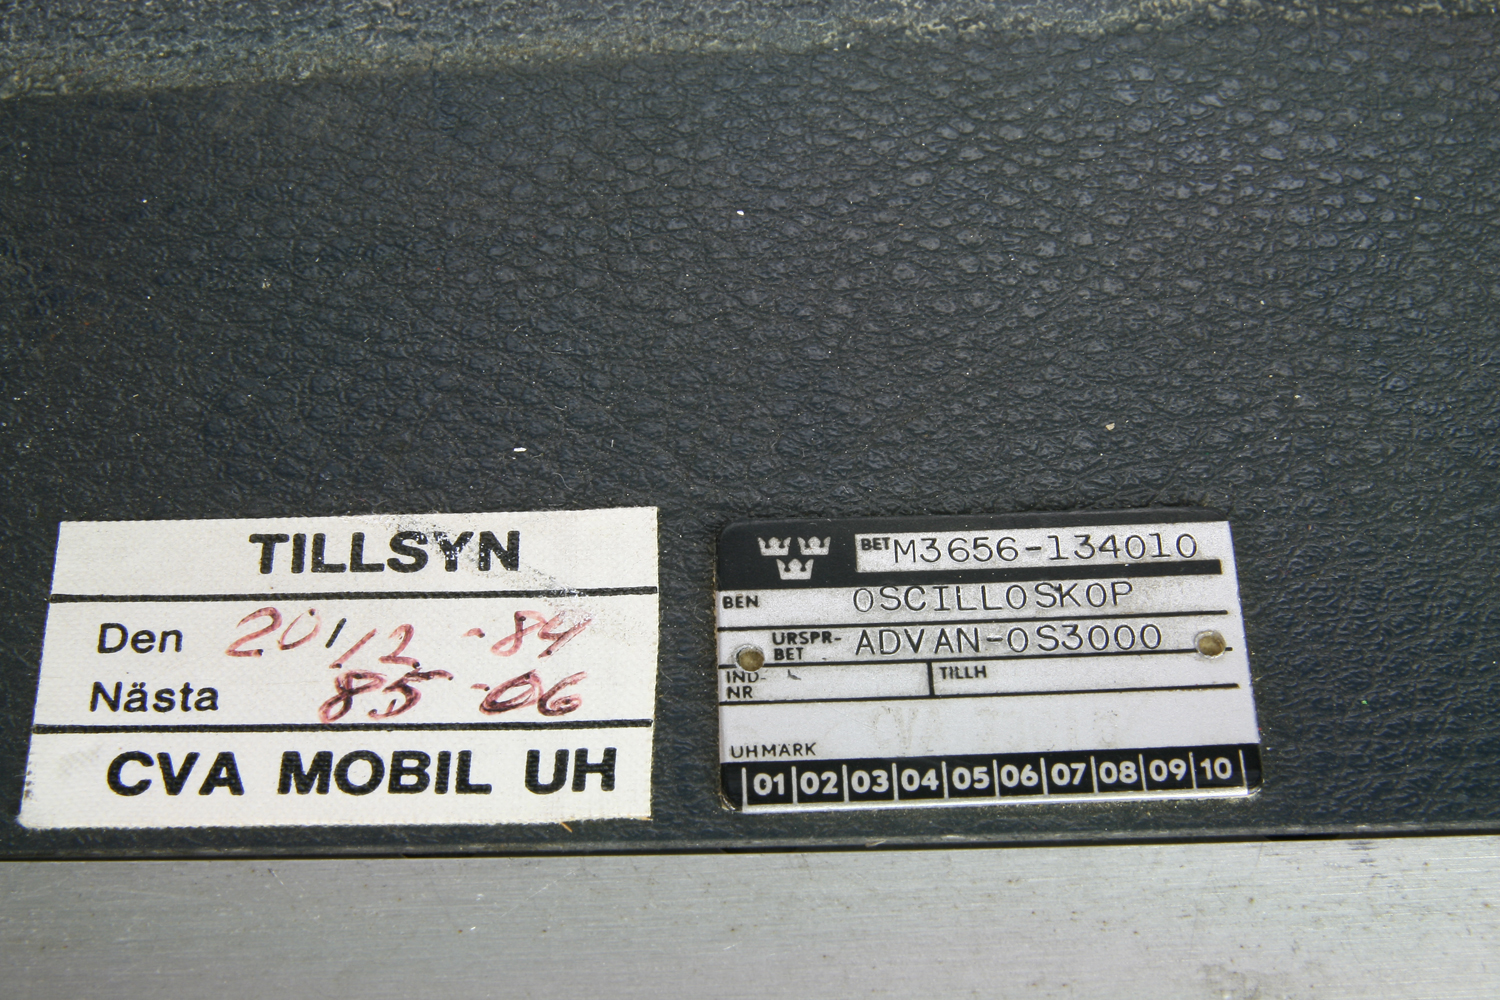 TILLSYN
Den 20/12 -84
Nästa 85-06
CVA MOBIL UH
BET M3656-134010
BEN OSCILLOSKOP
URSPR-BET ADVAN-OS3000
IND-NR TILLH
UHMARK
01 02 03 04 05 06 07 08 09 10